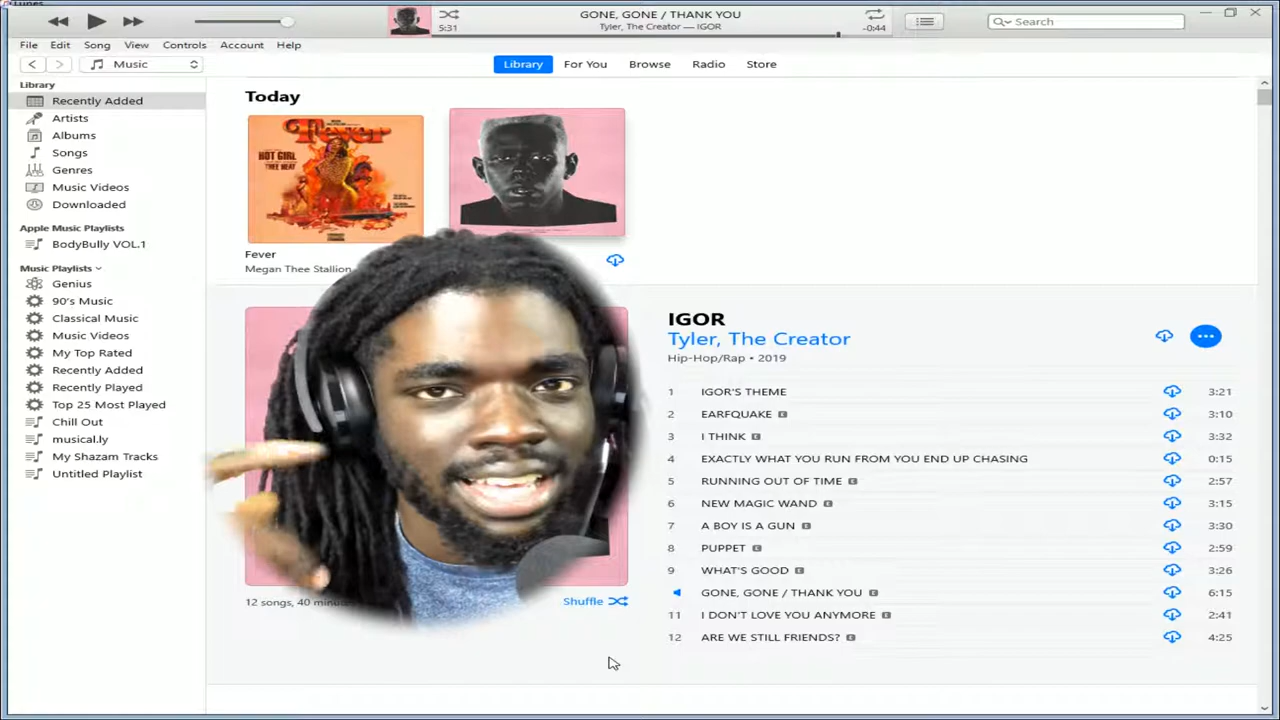 iTunes
GONE, GONE / THANK YOU
Tyler, The Creator — IGOR
5:31
-0:44
Search
File Edit Song View Controls Account Help
Music
Library For You Browse Radio Store
Library
Recently Added
Artists
Albums
Songs
Genres
Music Videos
Downloaded
Apple Music Playlists
BodyBully VOL.1
Music Playlists
Genius
90's Music
Classical Music
Music Videos
My Top Rated
Recently Added
Recently Played
Top 25 Most Played
Chill Out
musical.ly
My Shazam Tracks
Untitled Playlist
Today
Fever
HOT GIRL
THEE HEAT
Fever
Megan Thee Stallion
12 songs, 40 minu
Shuffle
IGOR
Tyler, The Creator
Hip-Hop/Rap • 2019
1 IGOR'S THEME 3:21
2 EARFQUAKE E 3:10
3 I THINK E 3:32
4 EXACTLY WHAT YOU RUN FROM YOU END UP CHASING 0:15
5 RUNNING OUT OF TIME E 2:57
6 NEW MAGIC WAND E 3:15
7 A BOY IS A GUN E 3:30
8 PUPPET E 2:59
9 WHAT'S GOOD E 3:26
GONE, GONE / THANK YOU E 6:15
11 I DON'T LOVE YOU ANYMORE E 2:41
12 ARE WE STILL FRIENDS? E 4:25